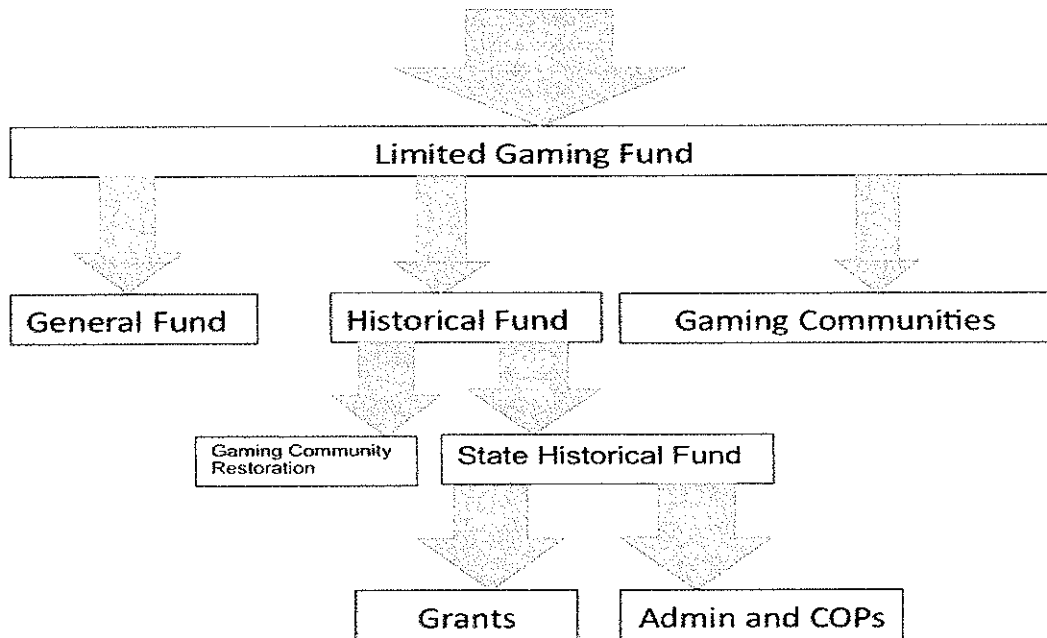 Limited Gaming Fund
General Fund
Historical Fund
Gaming Communities
Gaming Community
Restoration
State Historical Fund
Grants
Admin and COPs